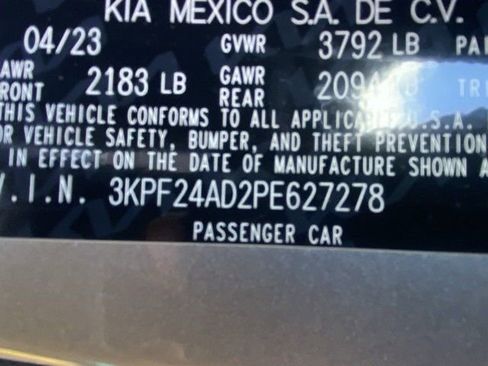 KIA MEXICO S.A. DE C.V.
04/23 GVWR 3792 LB
GAWR
FRONT 2183 LB GAWR
REAR
THIS VEHICLE CONFORMS TO ALL U.S.A.
OR VEHICLE SAFETY, BUMPER, AND THEFT PREVENTION
IN EFFECT ON THE DATE OF MANUFACTURE SHOWN A
V.I.N. 3KPF24AD2PE627278
PASSENGER CAR